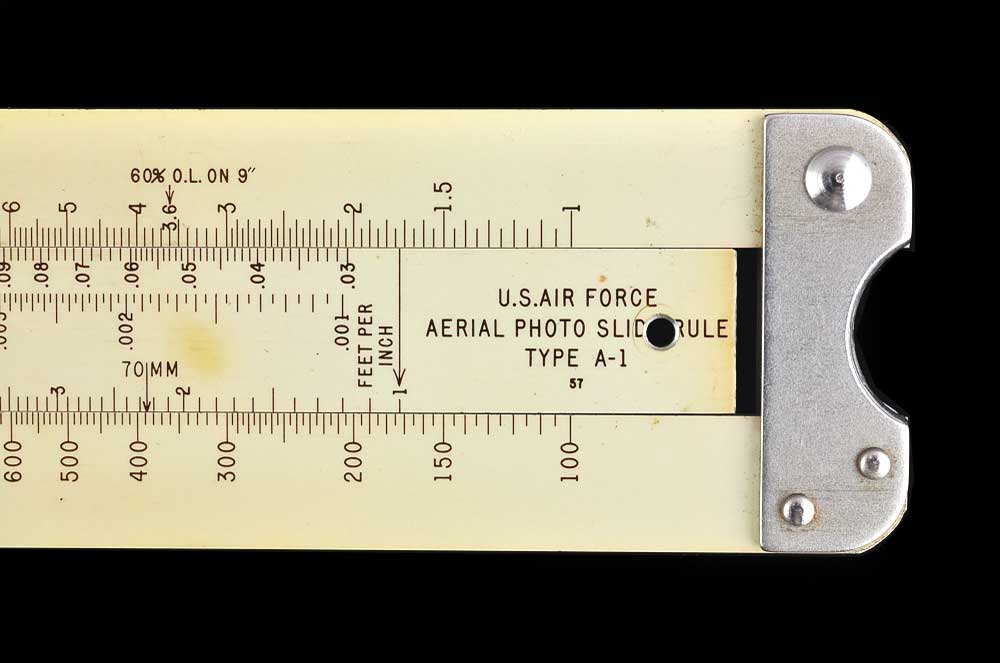 60% O.L. ON 9″
6 5 4 3.6 3 2 1.5 1
.09 .08 .07 .06 .05 .04 .03
.002 .001
FEET PER
INCH
U.S.AIR FORCE
AERIAL PHOTO SLIDE RULE
TYPE A-1
57
70 MM
3 2 1
600 500 400 300 200 150 100